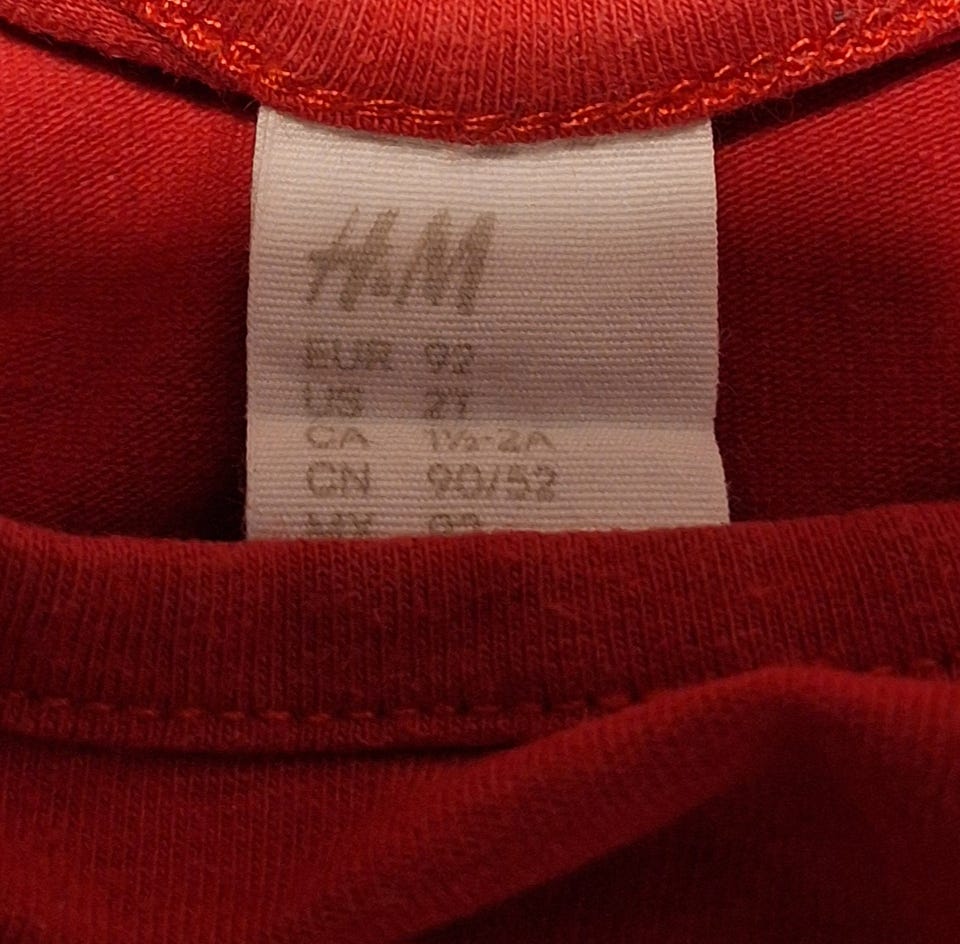 H&M
EUR 92
US 2T
CA 1½-2A
CN 90/52